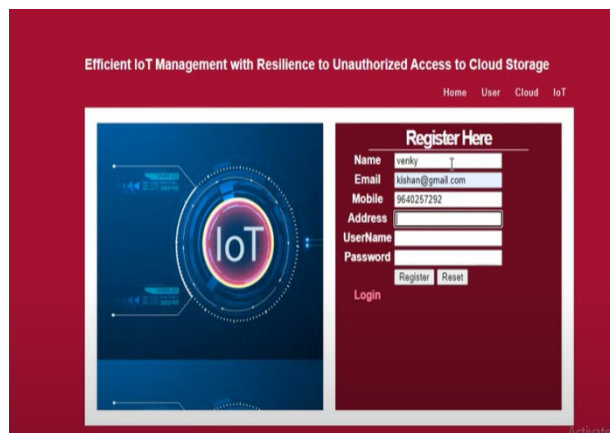 Efficient IoT Management with Resilience to Unauthorized Access to Cloud Storage
Home User Cloud IoT
IoT
Register Here
Name venky
Email kishan@gmail.com
Mobile 9640257292
Address
UserName
Password
Register Reset
Login
Activate